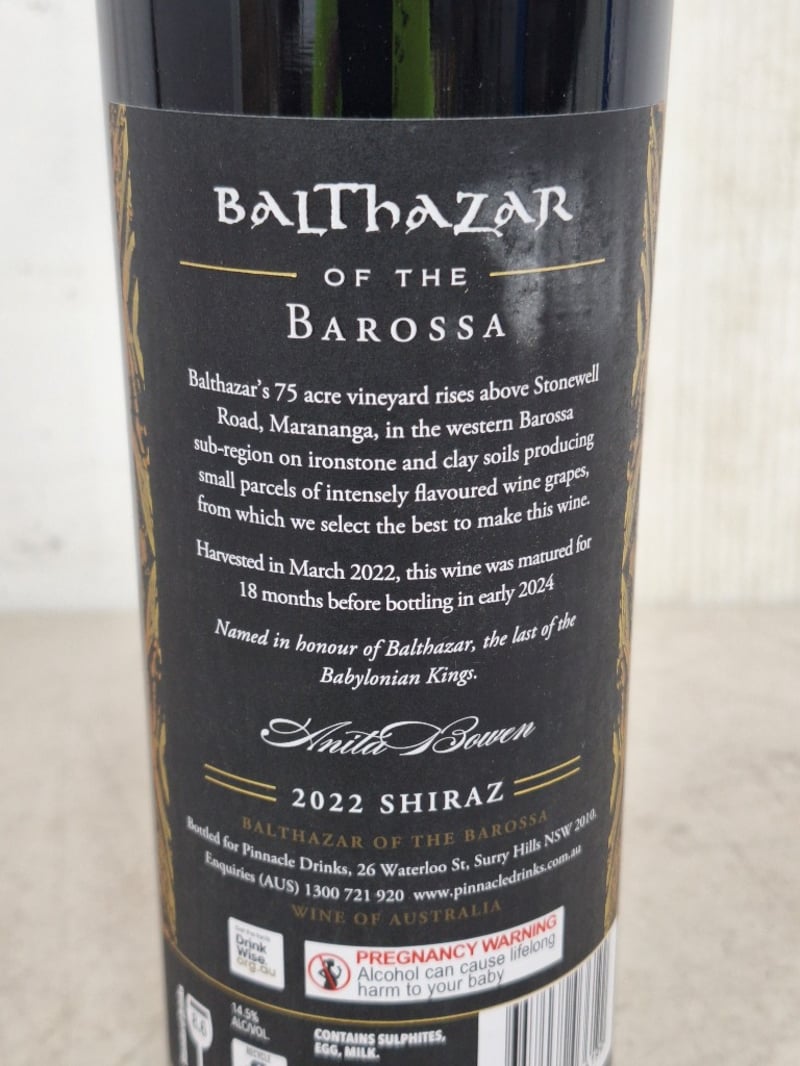 BALThAZAR
OF THE
BAROSSA
Balthazar's 75 acre vineyard rises above Stonewell
Road, Marananga, in the western Barossa
sub-region on ironstone and clay soils producing
small parcels of intensely flavoured wine grapes,
from which we select the best to make this wine.
Harvested in March 2022, this wine was matured for
18 months before bottling in early 2024
Named in honour of Balthazar, the last of the
Babylonian Kings.
Anita Bowen
2022 SHIRAZ
BALTHAZAR OF THE BAROSSA
Bottled for Pinnacle Drinks, 26 Waterloo St, Surry Hills NSW 2010.
Enquiries (AUS) 1300 721 920 www.pinnacledrinks.com.au
WINE OF AUSTRALIA
Drink
Wise.
org.au
PREGNANCY WARNING
Alcohol can cause lifelong
harm to your baby
14.5%
ALC/VOL.
RECYCLE
CONTAINS SULPHITES,
EGG, MILK.